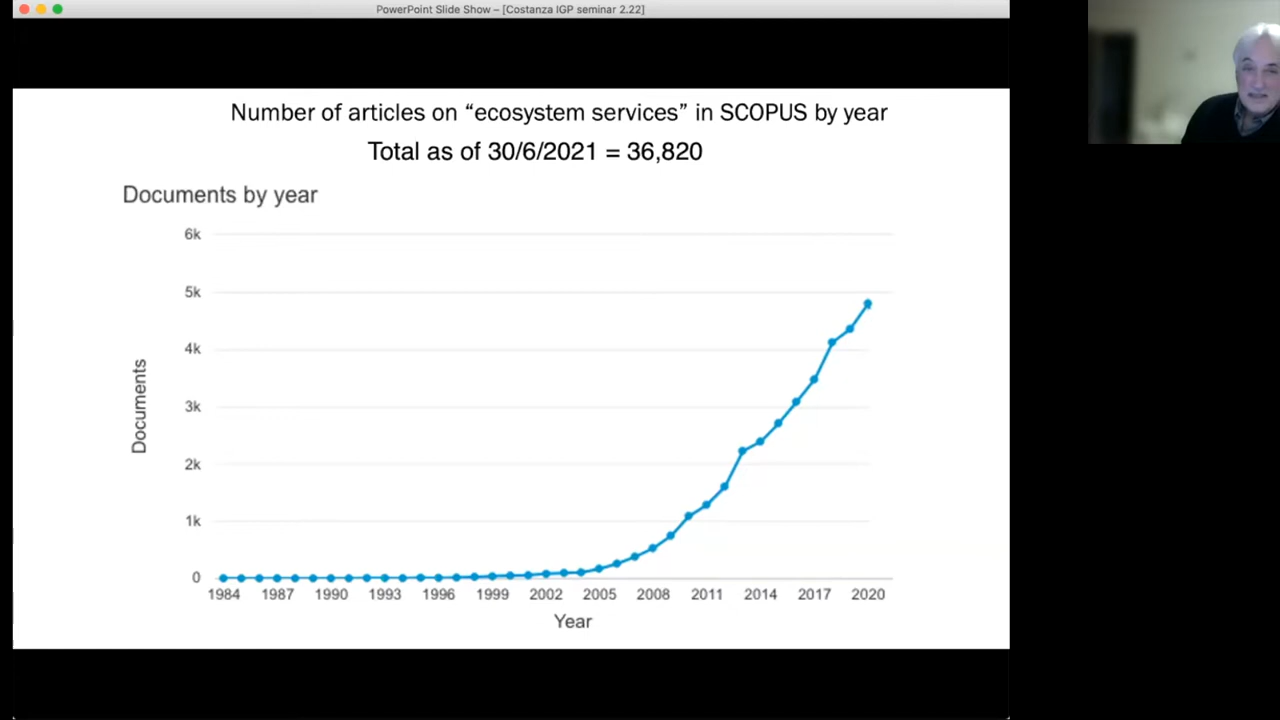 PowerPoint Slide Show – [Costanza IGP seminar 2.22]
Number of articles on “ecosystem services” in SCOPUS by year
Total as of 30/6/2021 = 36,820
Documents by year
6k
5k
4k
3k
2k
1k
0
Documents
1984 1987 1990 1993 1996 1999 2002 2005 2008 2011 2014 2017 2020
Year